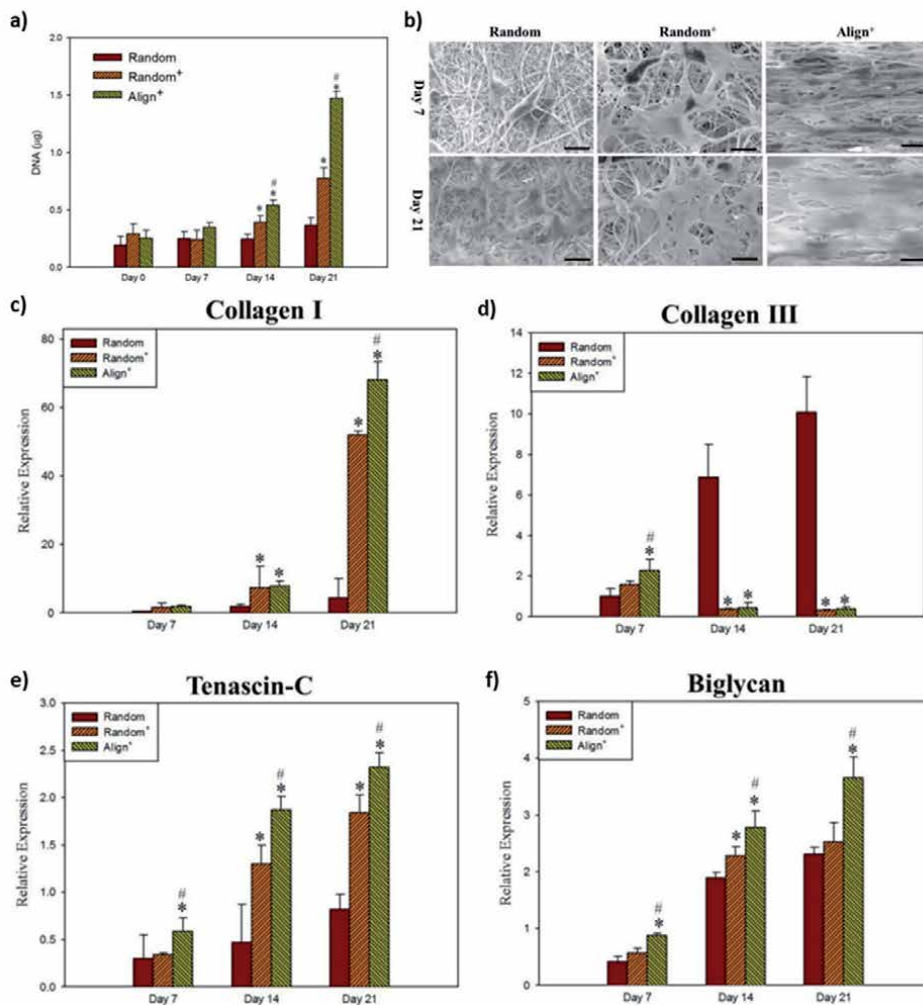 a)
Random
Random⁺
Align⁺
DNA (µg)
2.0
1.5
1.0
0.5
0.0
# *
# *
*
*
Day 0 Day 7 Day 14 Day 21
b)
Random Random⁺ Align⁺
Day 7
Day 21
c)
Collagen I
Random
Random⁺
Align⁺
Relative Expression
80
60
40
20
0
#
*
*
* *
Day 7 Day 14 Day 21
d)
Collagen III
Random
Random⁺
Align⁺
Relative Expression
14
12
10
8
6
4
2
0
#
*
* *
* *
Day 7 Day 14 Day 21
e)
Tenascin-C
Random
Random⁺
Align⁺
Relative Expression
3.0
2.5
2.0
1.5
1.0
0.5
0.0
#
*
#
*
*
#
*
*
Day 7 Day 14 Day 21
f)
Biglycan
Random
Random⁺
Align⁺
Relative Expression
5
4
3
2
1
0
#
*
#
*
*
#
*
Day 7 Day 14 Day 21